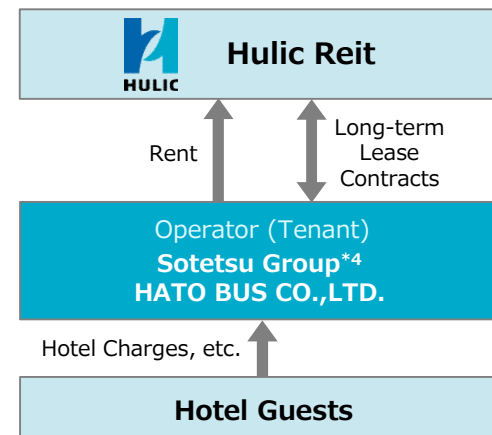 HULIC
Hulic Reit
Rent
Long-term
Lease
Contracts
Operator (Tenant)
Sotetsu Group*4
HATO BUS CO.,LTD.
Hotel Charges, etc.
Hotel Guests